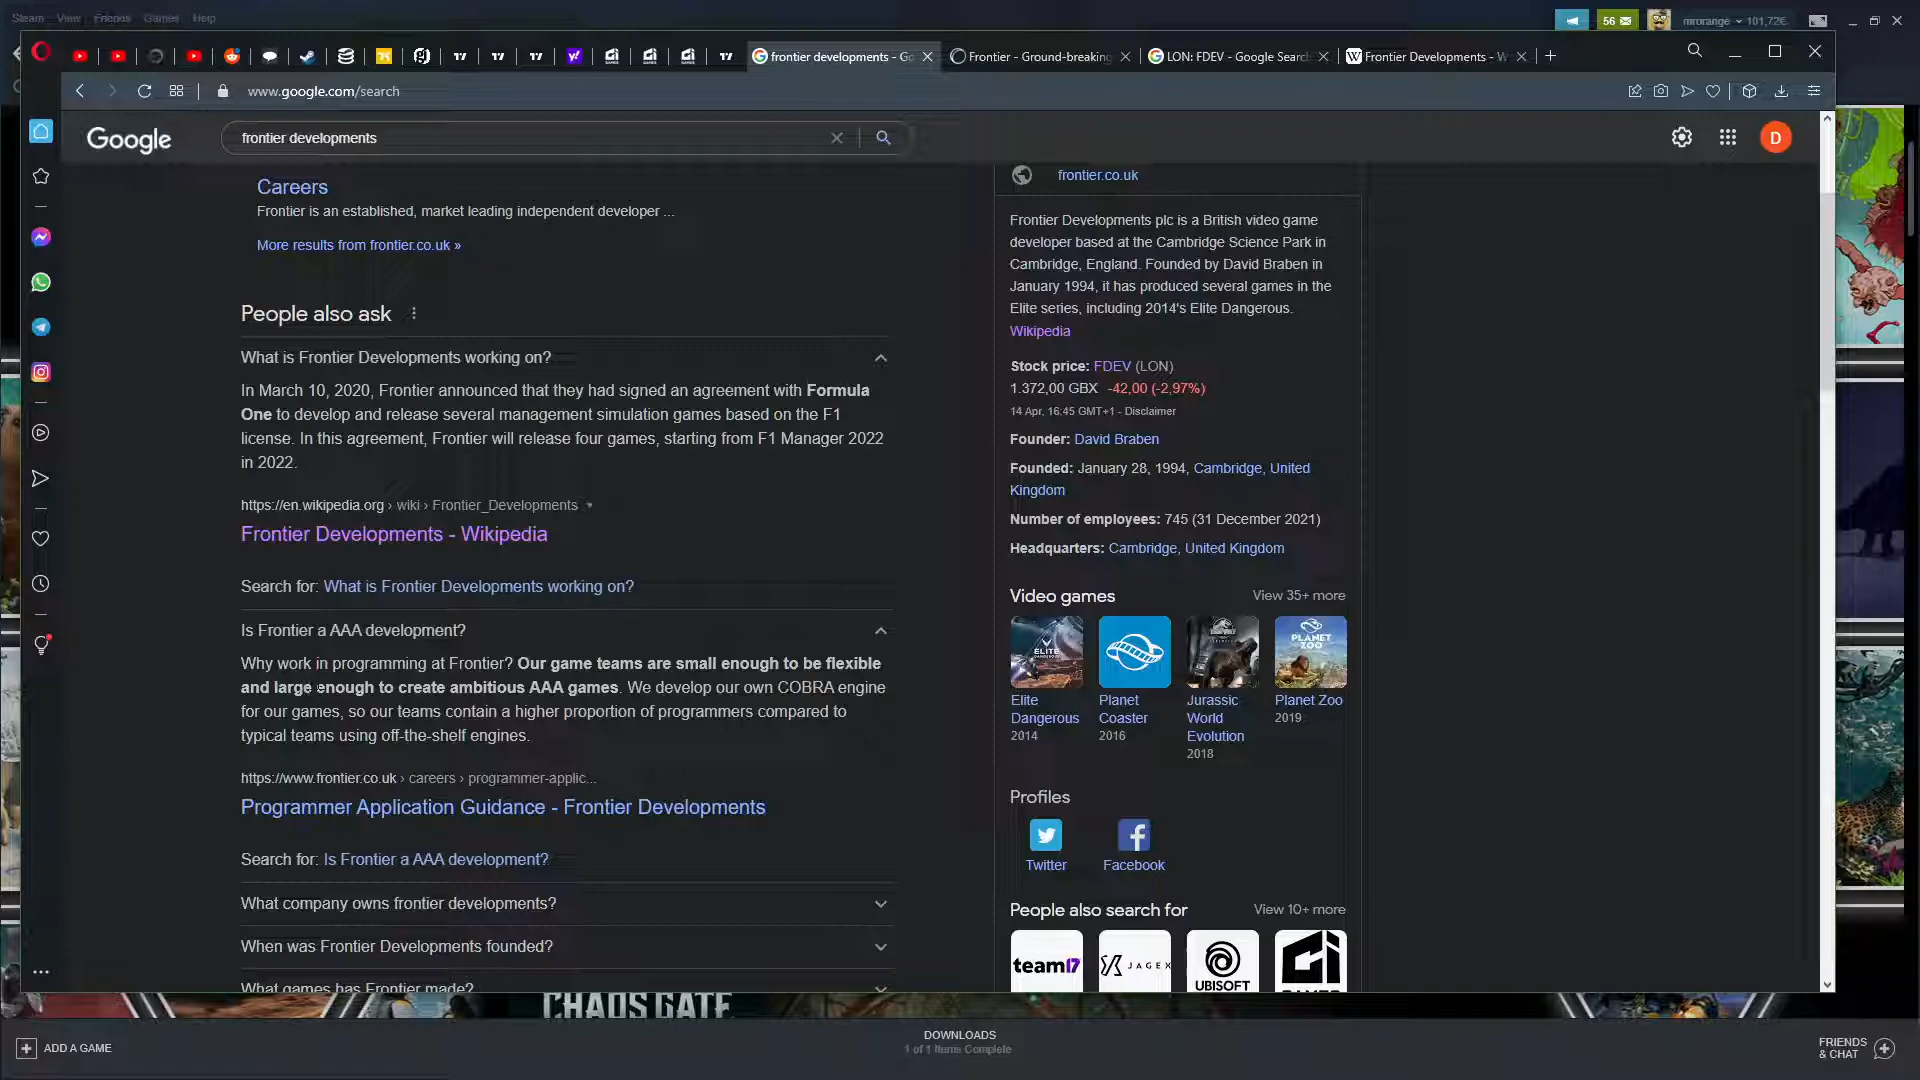 Steam View Friends Games Help
56
mrorange
101,72€
frontier developments - Go
Frontier - Ground-breaking
LON: FDEV - Google Search
Frontier Developments - W
www.google.com/search
Google
frontier developments
D
Careers
Frontier is an established, market leading independent developer ...
More results from frontier.co.uk »
People also ask
What is Frontier Developments working on?
In March 10, 2020, Frontier announced that they had signed an agreement with Formula
One to develop and release several management simulation games based on the F1
license. In this agreement, Frontier will release four games, starting from F1 Manager 2022
in 2022.
https://en.wikipedia.org › wiki › Frontier_Developments
Frontier Developments - Wikipedia
Search for: What is Frontier Developments working on?
Is Frontier a AAA development?
Why work in programming at Frontier? Our game teams are small enough to be flexible
and large enough to create ambitious AAA games. We develop our own COBRA engine
for our games, so our teams contain a higher proportion of programmers compared to
typical teams using off-the-shelf engines.
https://www.frontier.co.uk › careers › programmer-applic...
Programmer Application Guidance - Frontier Developments
Search for: Is Frontier a AAA development?
What company owns frontier developments?
When was Frontier Developments founded?
What games has Frontier made?
frontier.co.uk
Frontier Developments plc is a British video game
developer based at the Cambridge Science Park in
Cambridge, England. Founded by David Braben in
January 1994, it has produced several games in the
Elite series, including 2014's Elite Dangerous.
Wikipedia
Stock price: FDEV (LON)
1.372,00 GBX -42,00 (-2,97%)
14 Apr, 16:45 GMT+1 - Disclaimer
Founder: David Braben
Founded: January 28, 1994, Cambridge, United
Kingdom
Number of employees: 745 (31 December 2021)
Headquarters: Cambridge, United Kingdom
Video games
View 35+ more
ELITE
PLANET
ZOO
Elite
Dangerous
2014
Planet
Coaster
2016
Jurassic
World
Evolution
2018
Planet Zoo
2019
Profiles
Twitter
Facebook
People also search for
View 10+ more
team17
JAGEX
UBISOFT
CHAOS GATE
ADD A GAME
DOWNLOADS
1 of 1 Items Complete
FRIENDS
& CHAT